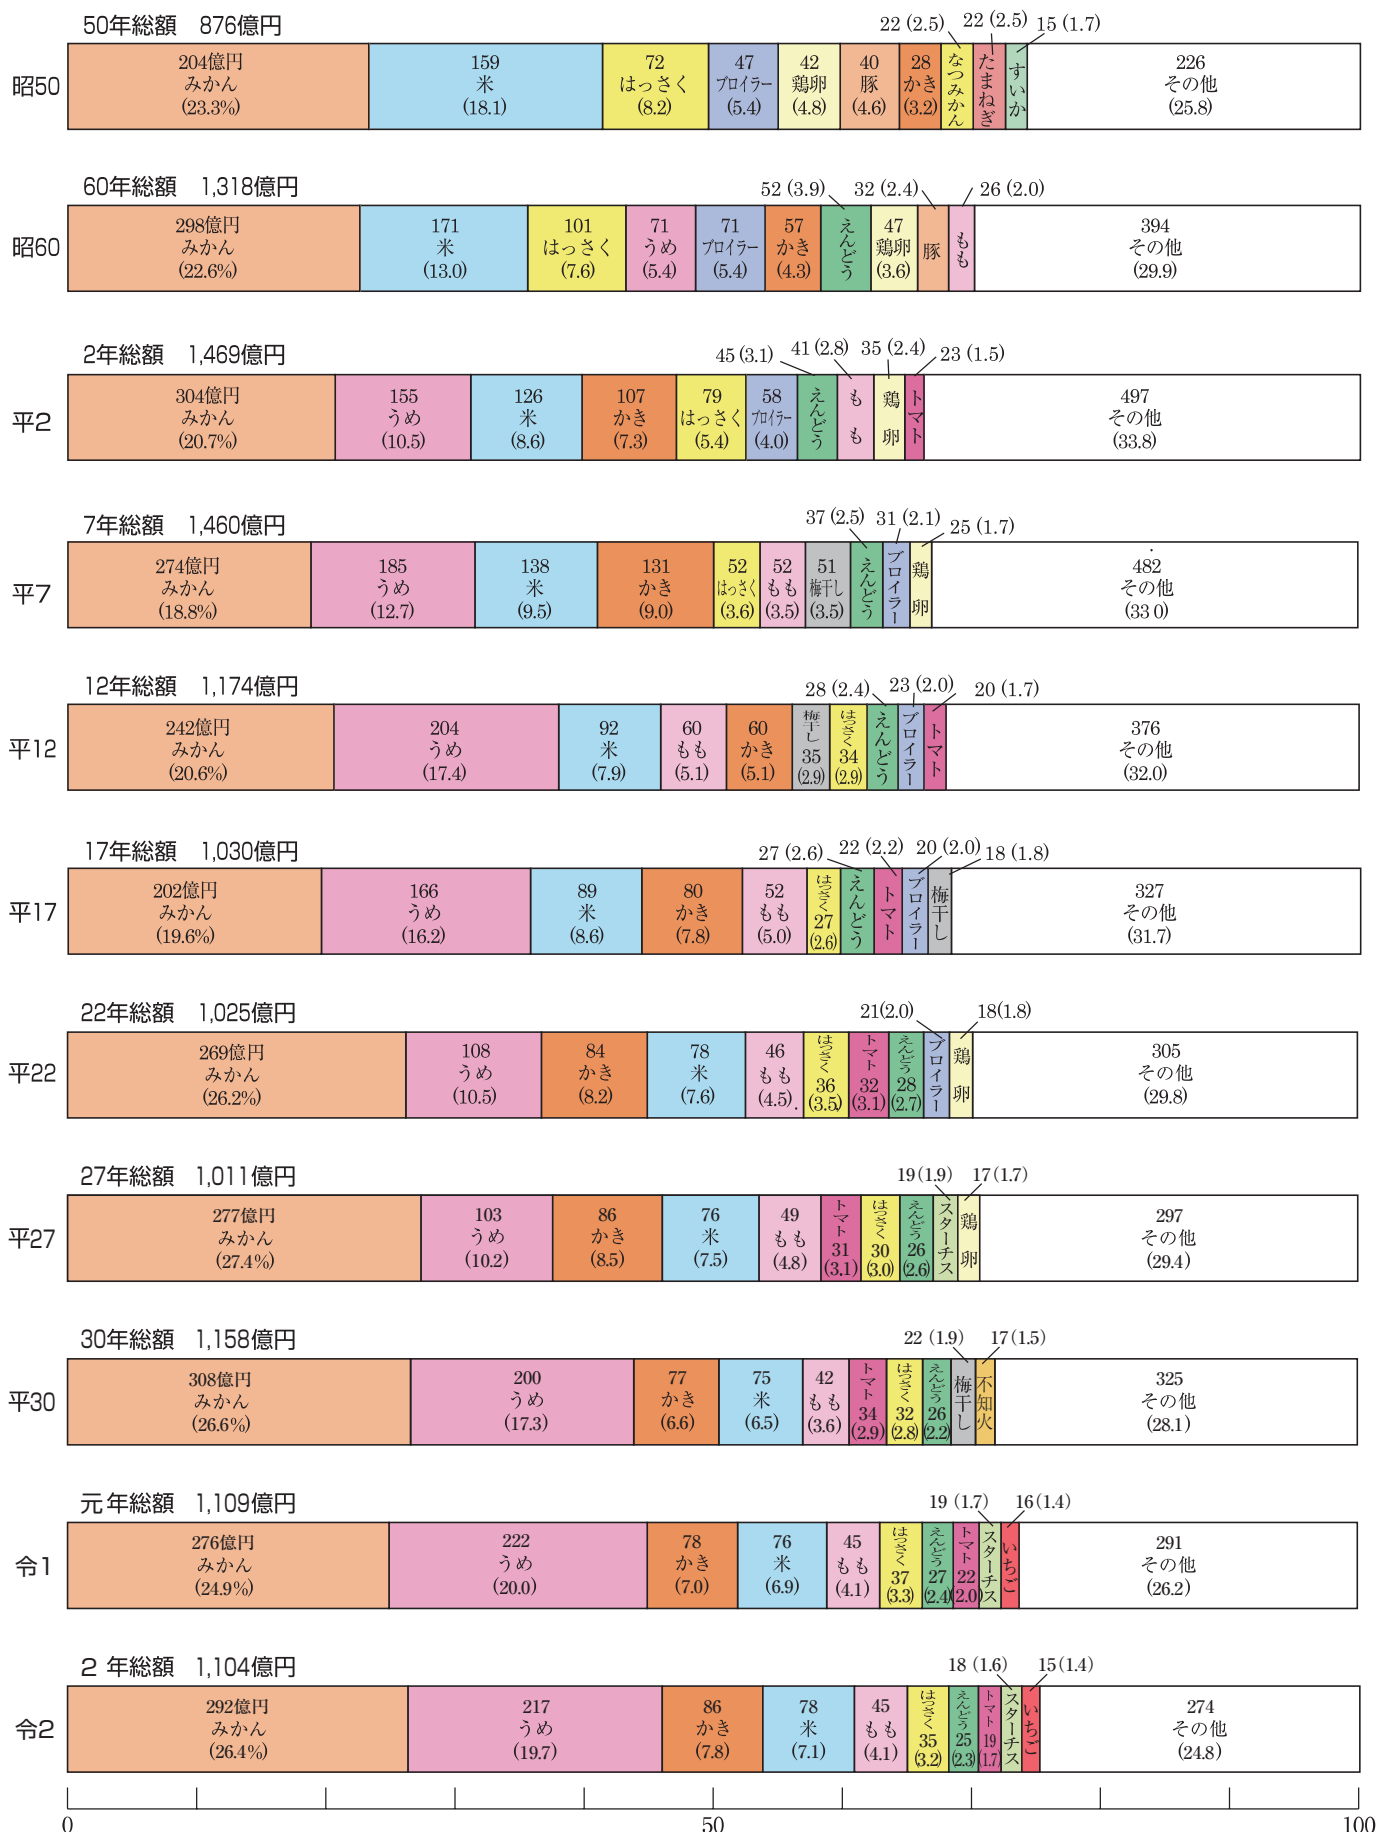 50年総額 876億円
22 (2.5) 22 (2.5) 15 (1.7)
昭50
204億円 みかん (23.3%)
159 米 (18.1)
72 はっさく (8.2)
47 ブロイラー (5.4)
42 鶏卵 (4.8)
40 豚 (4.6)
28 かき (3.2)
なつみかん
たまねぎ
すいか
226 その他 (25.8)
60年総額 1,318億円
52 (3.9) 32 (2.4) 26 (2.0)
昭60
298億円 みかん (22.6%)
171 米 (13.0)
101 はっさく (7.6)
71 うめ (5.4)
71 ブロイラー (5.4)
57 かき (4.3)
えんどう
47 鶏卵 (3.6)
豚
もも
394 その他 (29.9)
2年総額 1,469億円
45 (3.1) 41 (2.8) 35 (2.4) 23 (1.5)
平2
304億円 みかん (20.7%)
155 うめ (10.5)
126 米 (8.6)
107 かき (7.3)
79 はっさく (5.4)
58 ブロイラー (4.0)
えんどう
もも
鶏卵
トマト
497 その他 (33.8)
7年総額 1,460億円
37 (2.5) 31 (2.1) 25 (1.7)
平7
274億円 みかん (18.8%)
185 うめ (12.7)
138 米 (9.5)
131 かき (9.0)
52 はっさく (3.6)
52 もも (3.5)
51 梅干し (3.5)
えんどう
ブロイラー
鶏卵
482 その他 (33 0)
12年総額 1,174億円
28 (2.4) 23 (2.0) 20 (1.7)
平12
242億円 みかん (20.6%)
204 うめ (17.4)
92 米 (7.9)
60 もも (5.1)
60 かき (5.1)
梅干し 35 (2.9)
はっさく 34 (2.9)
えんどう
ブロイラー
トマト
376 その他 (32.0)
17年総額 1,030億円
27 (2.6) 22 (2.2) 20 (2.0) 18 (1.8)
平17
202億円 みかん (19.6%)
166 うめ (16.2)
89 米 (8.6)
80 かき (7.8)
52 もも (5.0)
はっさく 27 (2.6)
えんどう
トマト
ブロイラー
梅干し
327 その他 (31.7)
22年総額 1,025億円
21(2.0) 18(1.8)
平22
269億円 みかん (26.2%)
108 うめ (10.5)
84 かき (8.2)
78 米 (7.6)
46 もも (4.5)
はっさく 36 (3.5)
トマト 32 (3.1)
えんどう 28 (2.7)
ブロイラー
鶏卵
305 その他 (29.8)
27年総額 1,011億円
19(1.9) 17(1.7)
平27
277億円 みかん (27.4%)
103 うめ (10.2)
86 かき (8.5)
76 米 (7.5)
49 もも (4.8)
トマト 31 (3.1)
はっさく 30 (3.0)
えんどう 26 (2.6)
スターチス
鶏卵
297 その他 (29.4)
30年総額 1,158億円
22 (1.9) 17(1.5)
平30
308億円 みかん (26.6%)
200 うめ (17.3)
77 かき (6.6)
75 米 (6.5)
42 もも (3.6)
トマト 34 (2.9)
はっさく 32 (2.8)
えんどう 26 (2.2)
梅干し
不知火
325 その他 (28.1)
元年総額 1,109億円
19 (1.7) 16(1.4)
令1
276億円 みかん (24.9%)
222 うめ (20.0)
78 かき (7.0)
76 米 (6.9)
45 もも (4.1)
はっさく 37 (3.3)
えんどう 27 (2.4)
トマト 22 (2.0)
スターチス
いちご
291 その他 (26.2)
2 年総額 1,104億円
18 (1.6) 15(1.4)
令2
292億円 みかん (26.4%)
217 うめ (19.7)
86 かき (7.8)
78 米 (7.1)
45 もも (4.1)
はっさく 35 (3.2)
えんどう 25 (2.3)
トマト 19 (1.7)
スターチス
いちご
274 その他 (24.8)
0 50 100